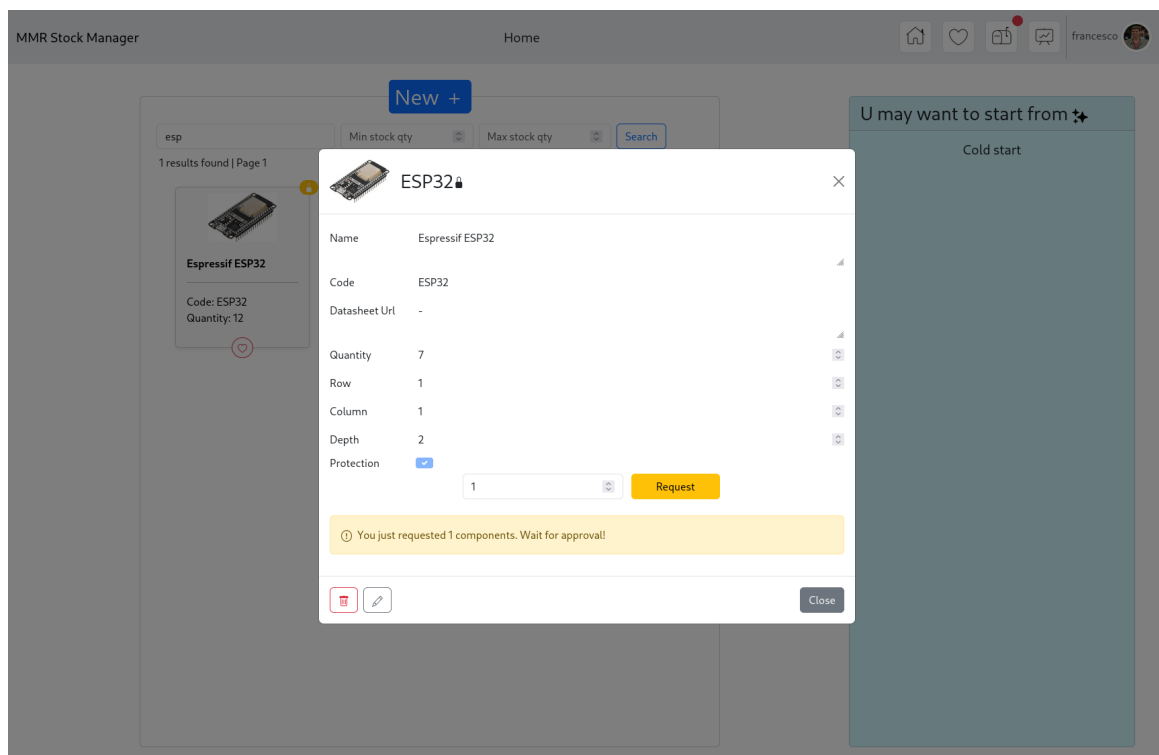 MMR Stock Manager
Home
francesco
New +
U may want to start from
Cold start
esp
Min stock qty
Max stock qty
Search
1 results found | Page 1
Espressif ESP32
Code: ESP32
Quantity: 12
ESP32
Name Espressif ESP32
Code ESP32
Datasheet Url -
Quantity 7
Row 1
Column 1
Depth 2
Protection
1
Request
You just requested 1 components. Wait for approval!
Close